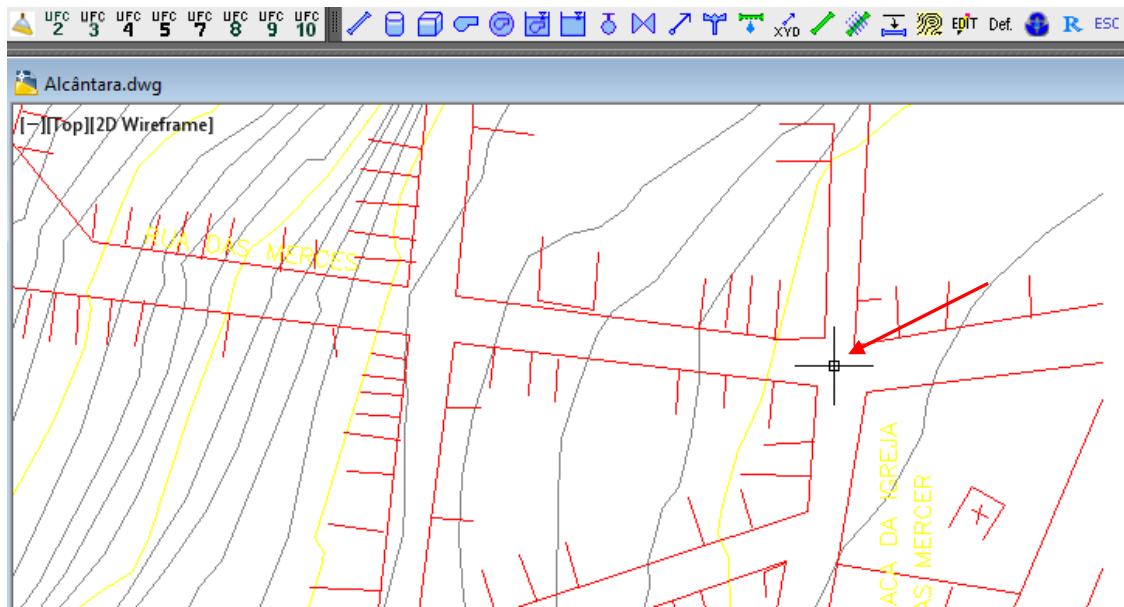 UFC 2 UFC 3 UFC 4 UFC 5 UFC 7 UFC 8 UFC 9 UFC 10 XYD EDIT Def. R ESC
Alcântara.dwg
[−][Top][2D Wireframe]
RUA DAS MERCES
ACA DA IGREJA
AS MERCER